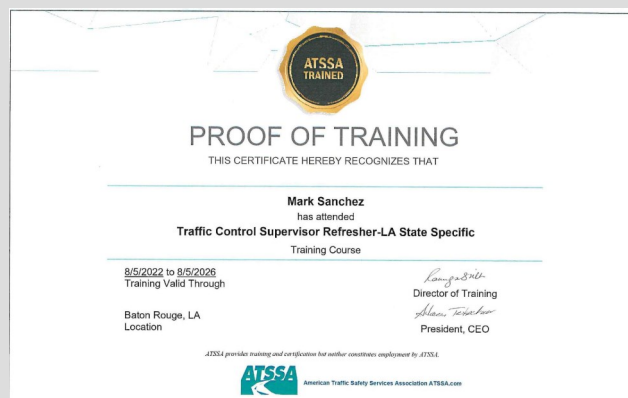 ATSSA
TRAINED
PROOF OF TRAINING
THIS CERTIFICATE HEREBY RECOGNIZES THAT
Mark Sanchez
has attended
Traffic Control Supervisor Refresher-LA State Specific
Training Course
8/5/2022 to 8/5/2026
Training Valid Through
Director of Training
Baton Rouge, LA
Location
President, CEO
ATSSA provides training and certification but neither constitutes employment by ATSSA.
ATSSA
American Traffic Safety Services Association ATSSA.com